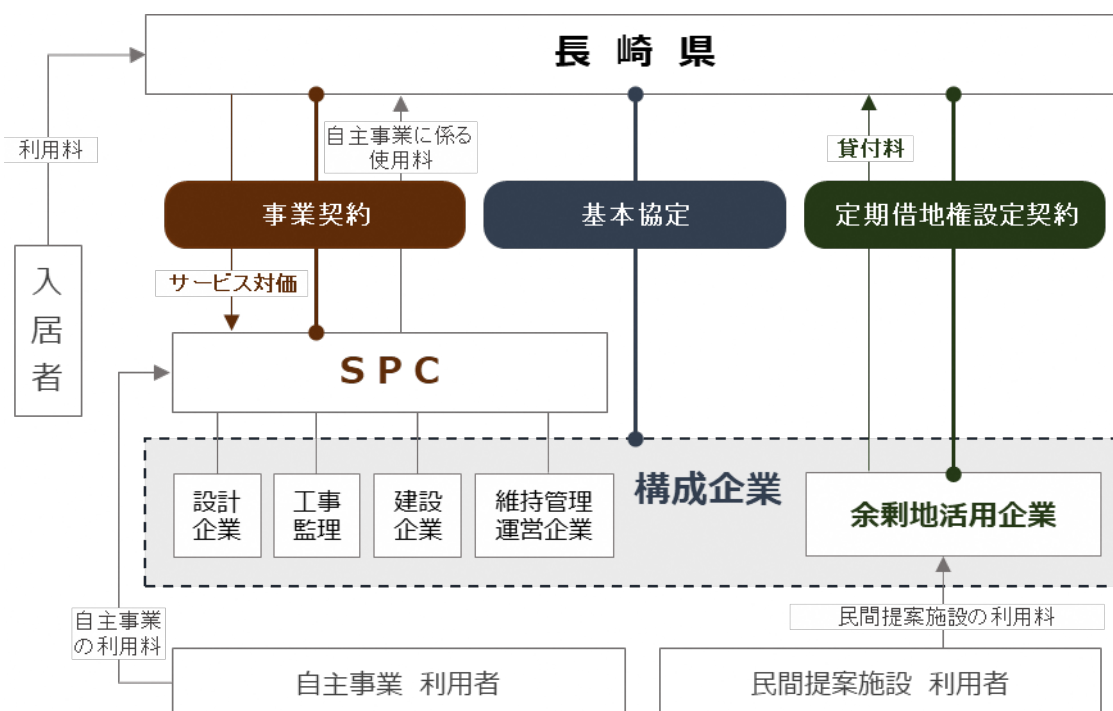 長崎県
利用料
自主事業に係る
使用料
貸付料
事業契約
基本協定
定期借地権設定契約
サービス対価
入
居
者
SPC
構成企業
設計
企業
工事
監理
建設
企業
維持管理
運営企業
余剰地活用企業
自主事業
の利用料
民間提案施設の利用料
自主事業 利用者
民間提案施設 利用者